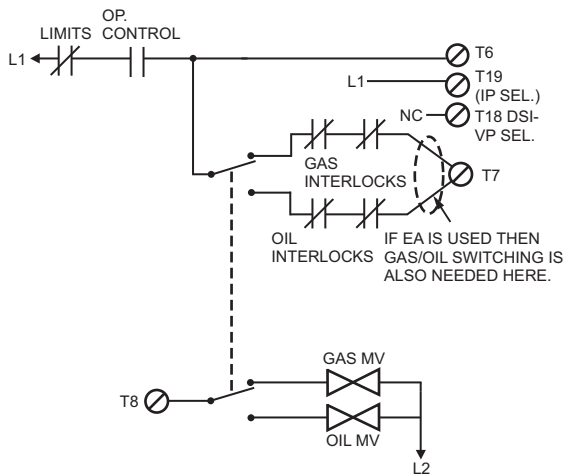 OP.
LIMITS CONTROL
L1
T6
L1
T19
(IP SEL.)
NC
T18 DSI-
VP SEL.
GAS
INTERLOCKS
T7
OIL
INTERLOCKS
IF EA IS USED THEN
GAS/OIL SWITCHING IS
ALSO NEEDED HERE.
GAS MV
T8
OIL MV
L2